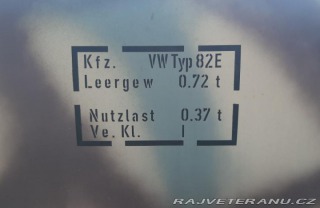 Kfz. VW Typ 82E
Leergew 0.72 t
Nutzlast 0.37 t
Ve. Kl. I
RAJVETERANU.CZ